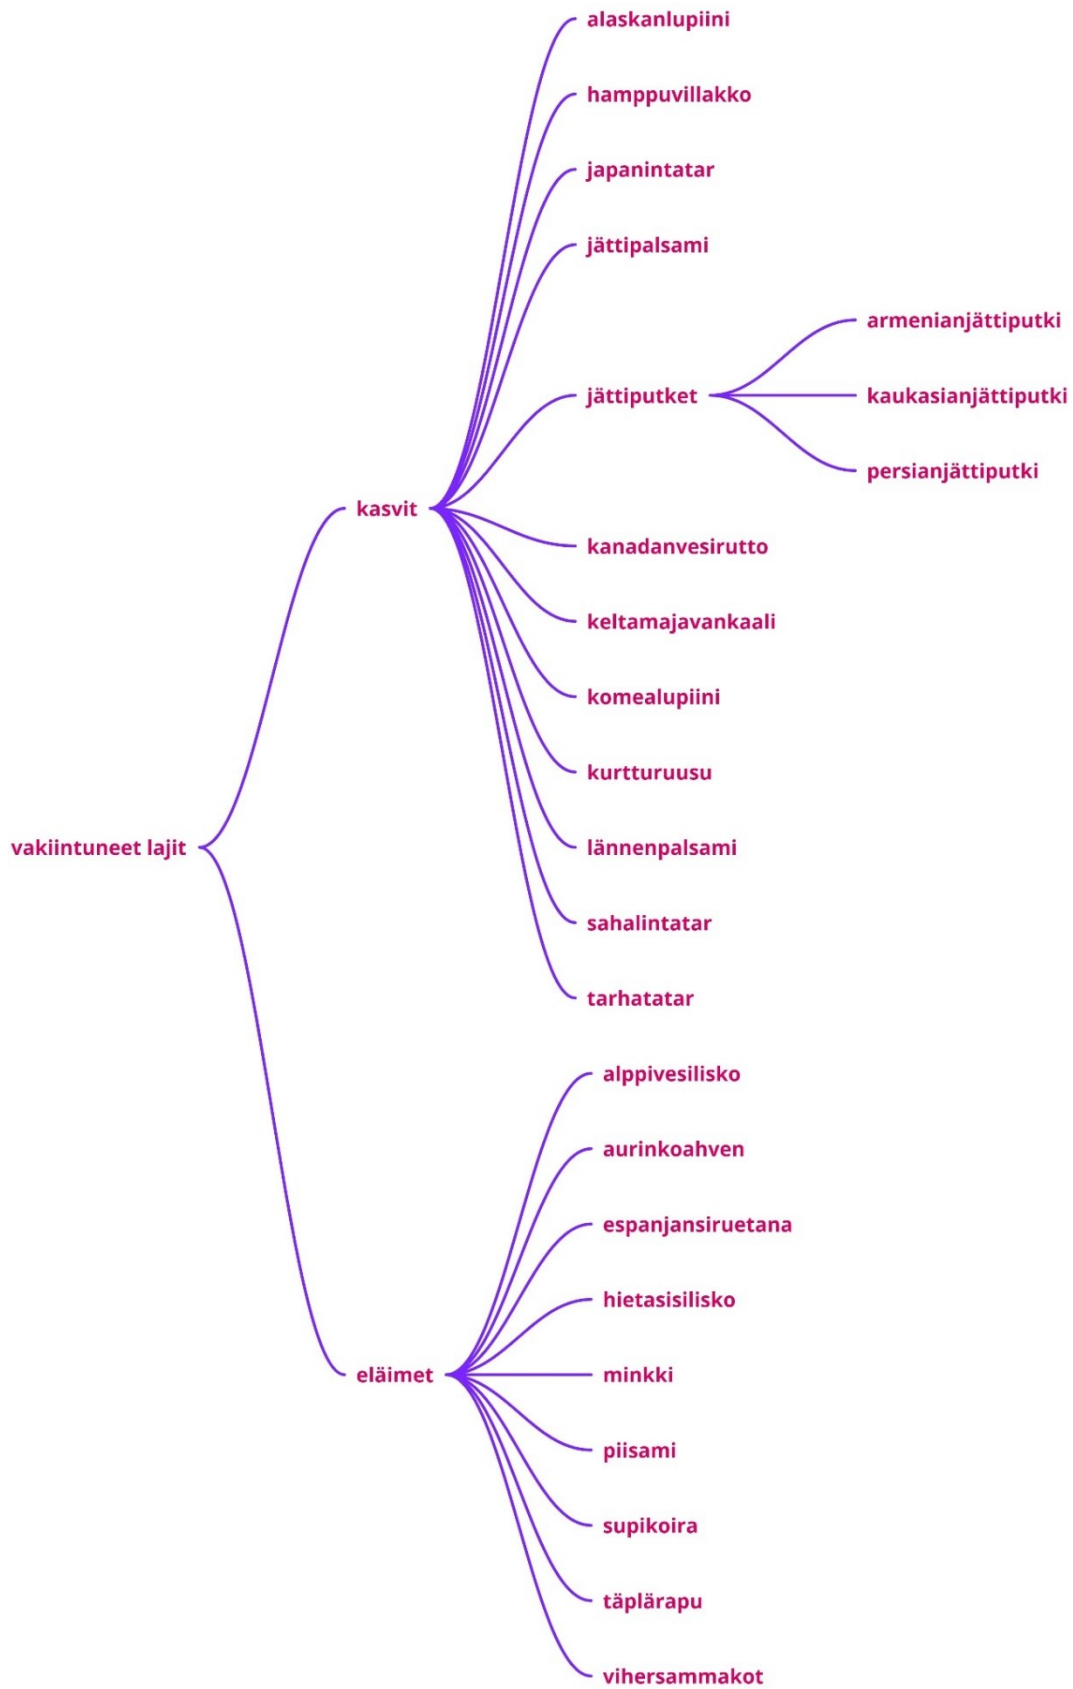 vakiintuneet lajit
kasvit
alaskanlupiini
hamppuvillakko
japanintatar
jättipalsami
jättiputket
armenianjättiputki
kaukasianjättiputki
persianjättiputki
kanadanvesirutto
keltamajavankaali
komealupiini
kurtturuusu
lännenpalsami
sahalintatar
tarhatatar
eläimet
alppivesilisko
aurinkoahven
espanjansiruetana
hietasisilisko
minkki
piisami
supikoira
täplärapu
vihersammakot